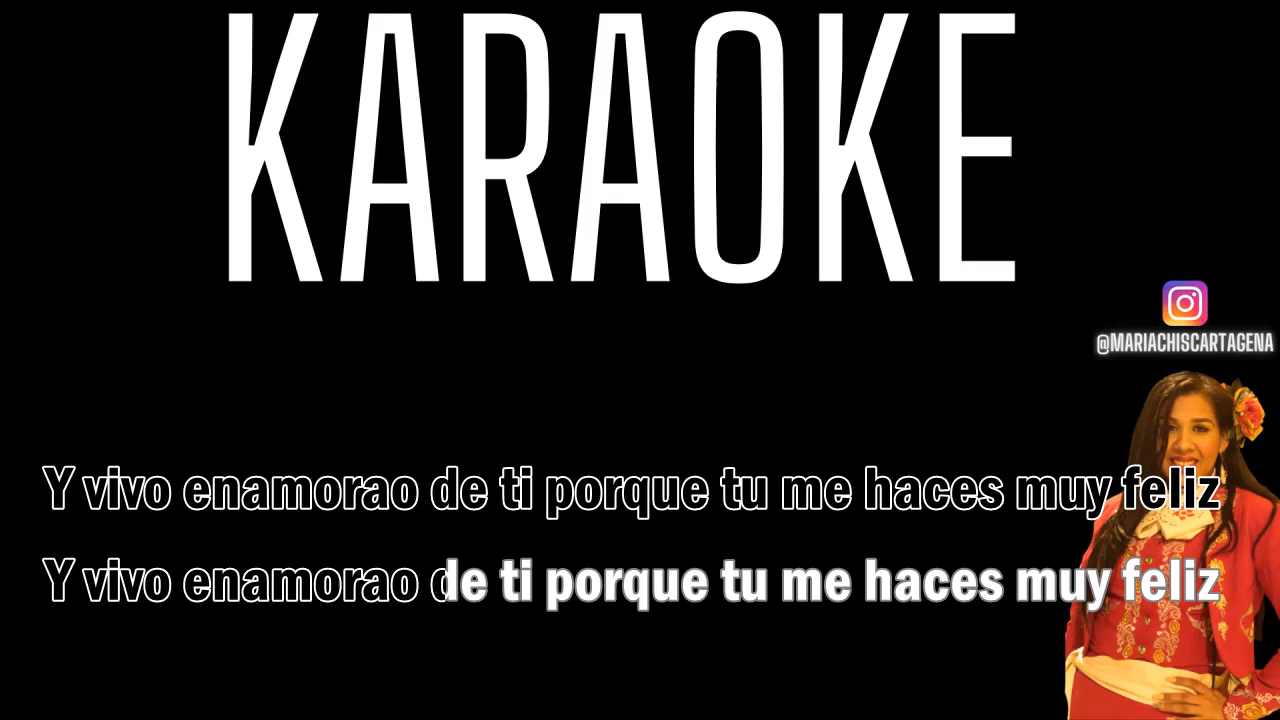 KARAOKE
@MARIACHISCARTAGENA
Y vivo enamorao de ti porque tu me haces muy feliz
Y vivo enamorao de ti porque tu me haces muy feliz